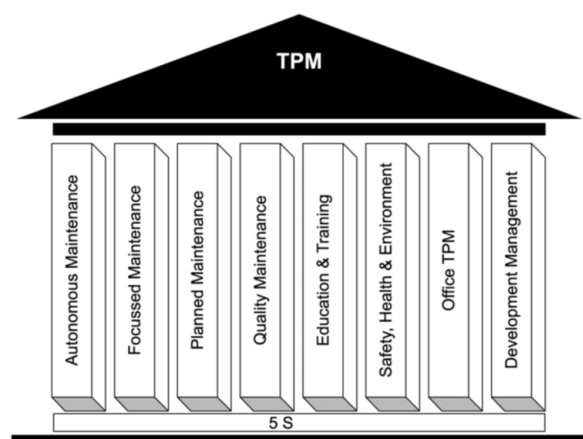 TPM
Autonomous Maintenance
Focussed Maintenance
Planned Maintenance
Quality Maintenance
Education & Training
Safety, Health & Environment
Office TPM
Development Management
5 S